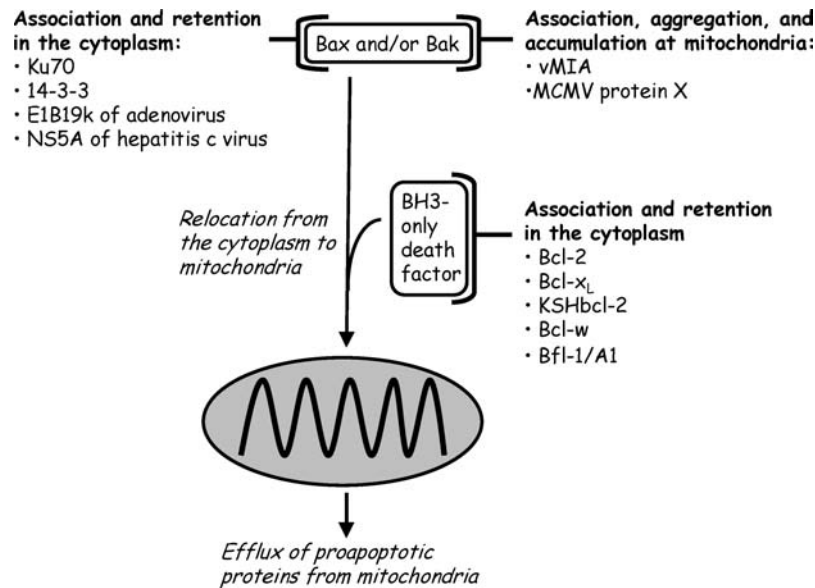 Association and retention
in the cytoplasm:
• Ku70
• 14-3-3
• E1B19k of adenovirus
• NS5A of hepatitis c virus
Bax and/or Bak
Association, aggregation, and
accumulation at mitochondria:
• vMIA
•MCMV protein X
Relocation from
the cytoplasm to
mitochondria
BH3-
only
death
factor
Association and retention
in the cytoplasm
• Bcl-2
• Bcl-xL
• KSHbcl-2
• Bcl-w
• Bfl-1/A1
Efflux of proapoptotic
proteins from mitochondria